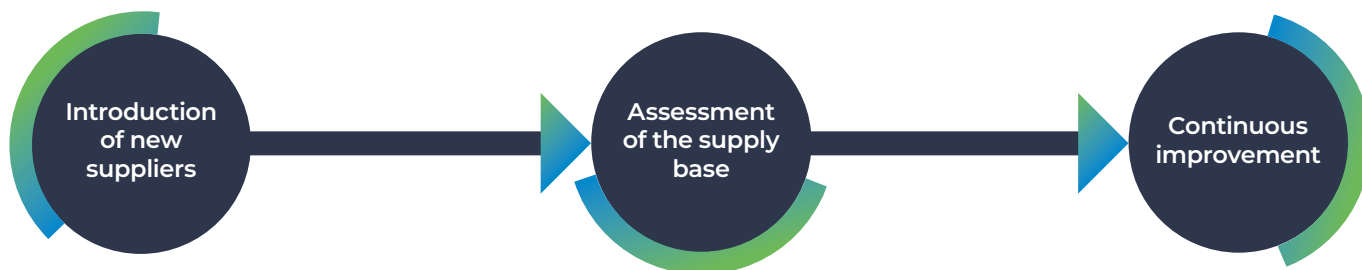 Introduction
of new
suppliers
Assessment
of the supply
base
Continuous
improvement